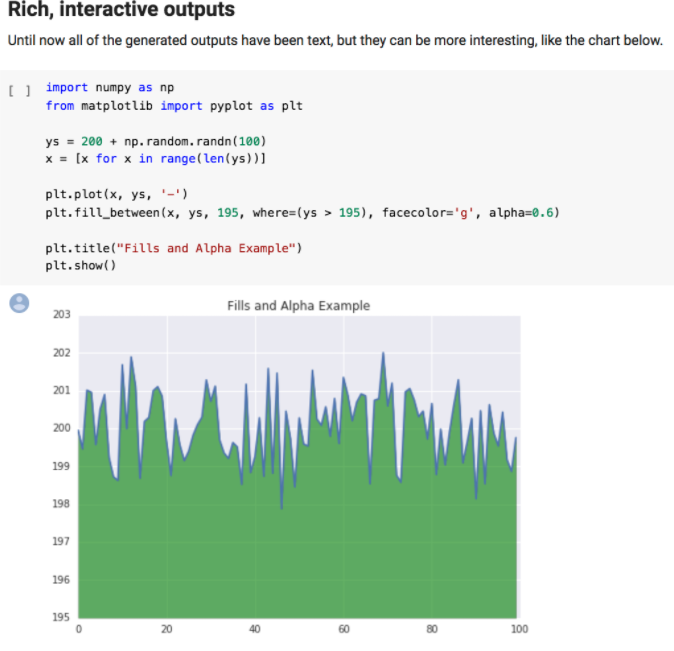 Rich, interactive outputs
Until now all of the generated outputs have been text, but they can be more interesting, like the chart below.
[ ] import numpy as np
from matplotlib import pyplot as plt
ys = 200 + np.random.randn(100)
x = [x for x in range(len(ys))]
plt.plot(x, ys, '-')
plt.fill_between(x, ys, 195, where=(ys > 195), facecolor='g', alpha=0.6)
plt.title("Fills and Alpha Example")
plt.show()
Fills and Alpha Example
203
202
201
200
199
198
197
196
195
0 20 40 60 80 100